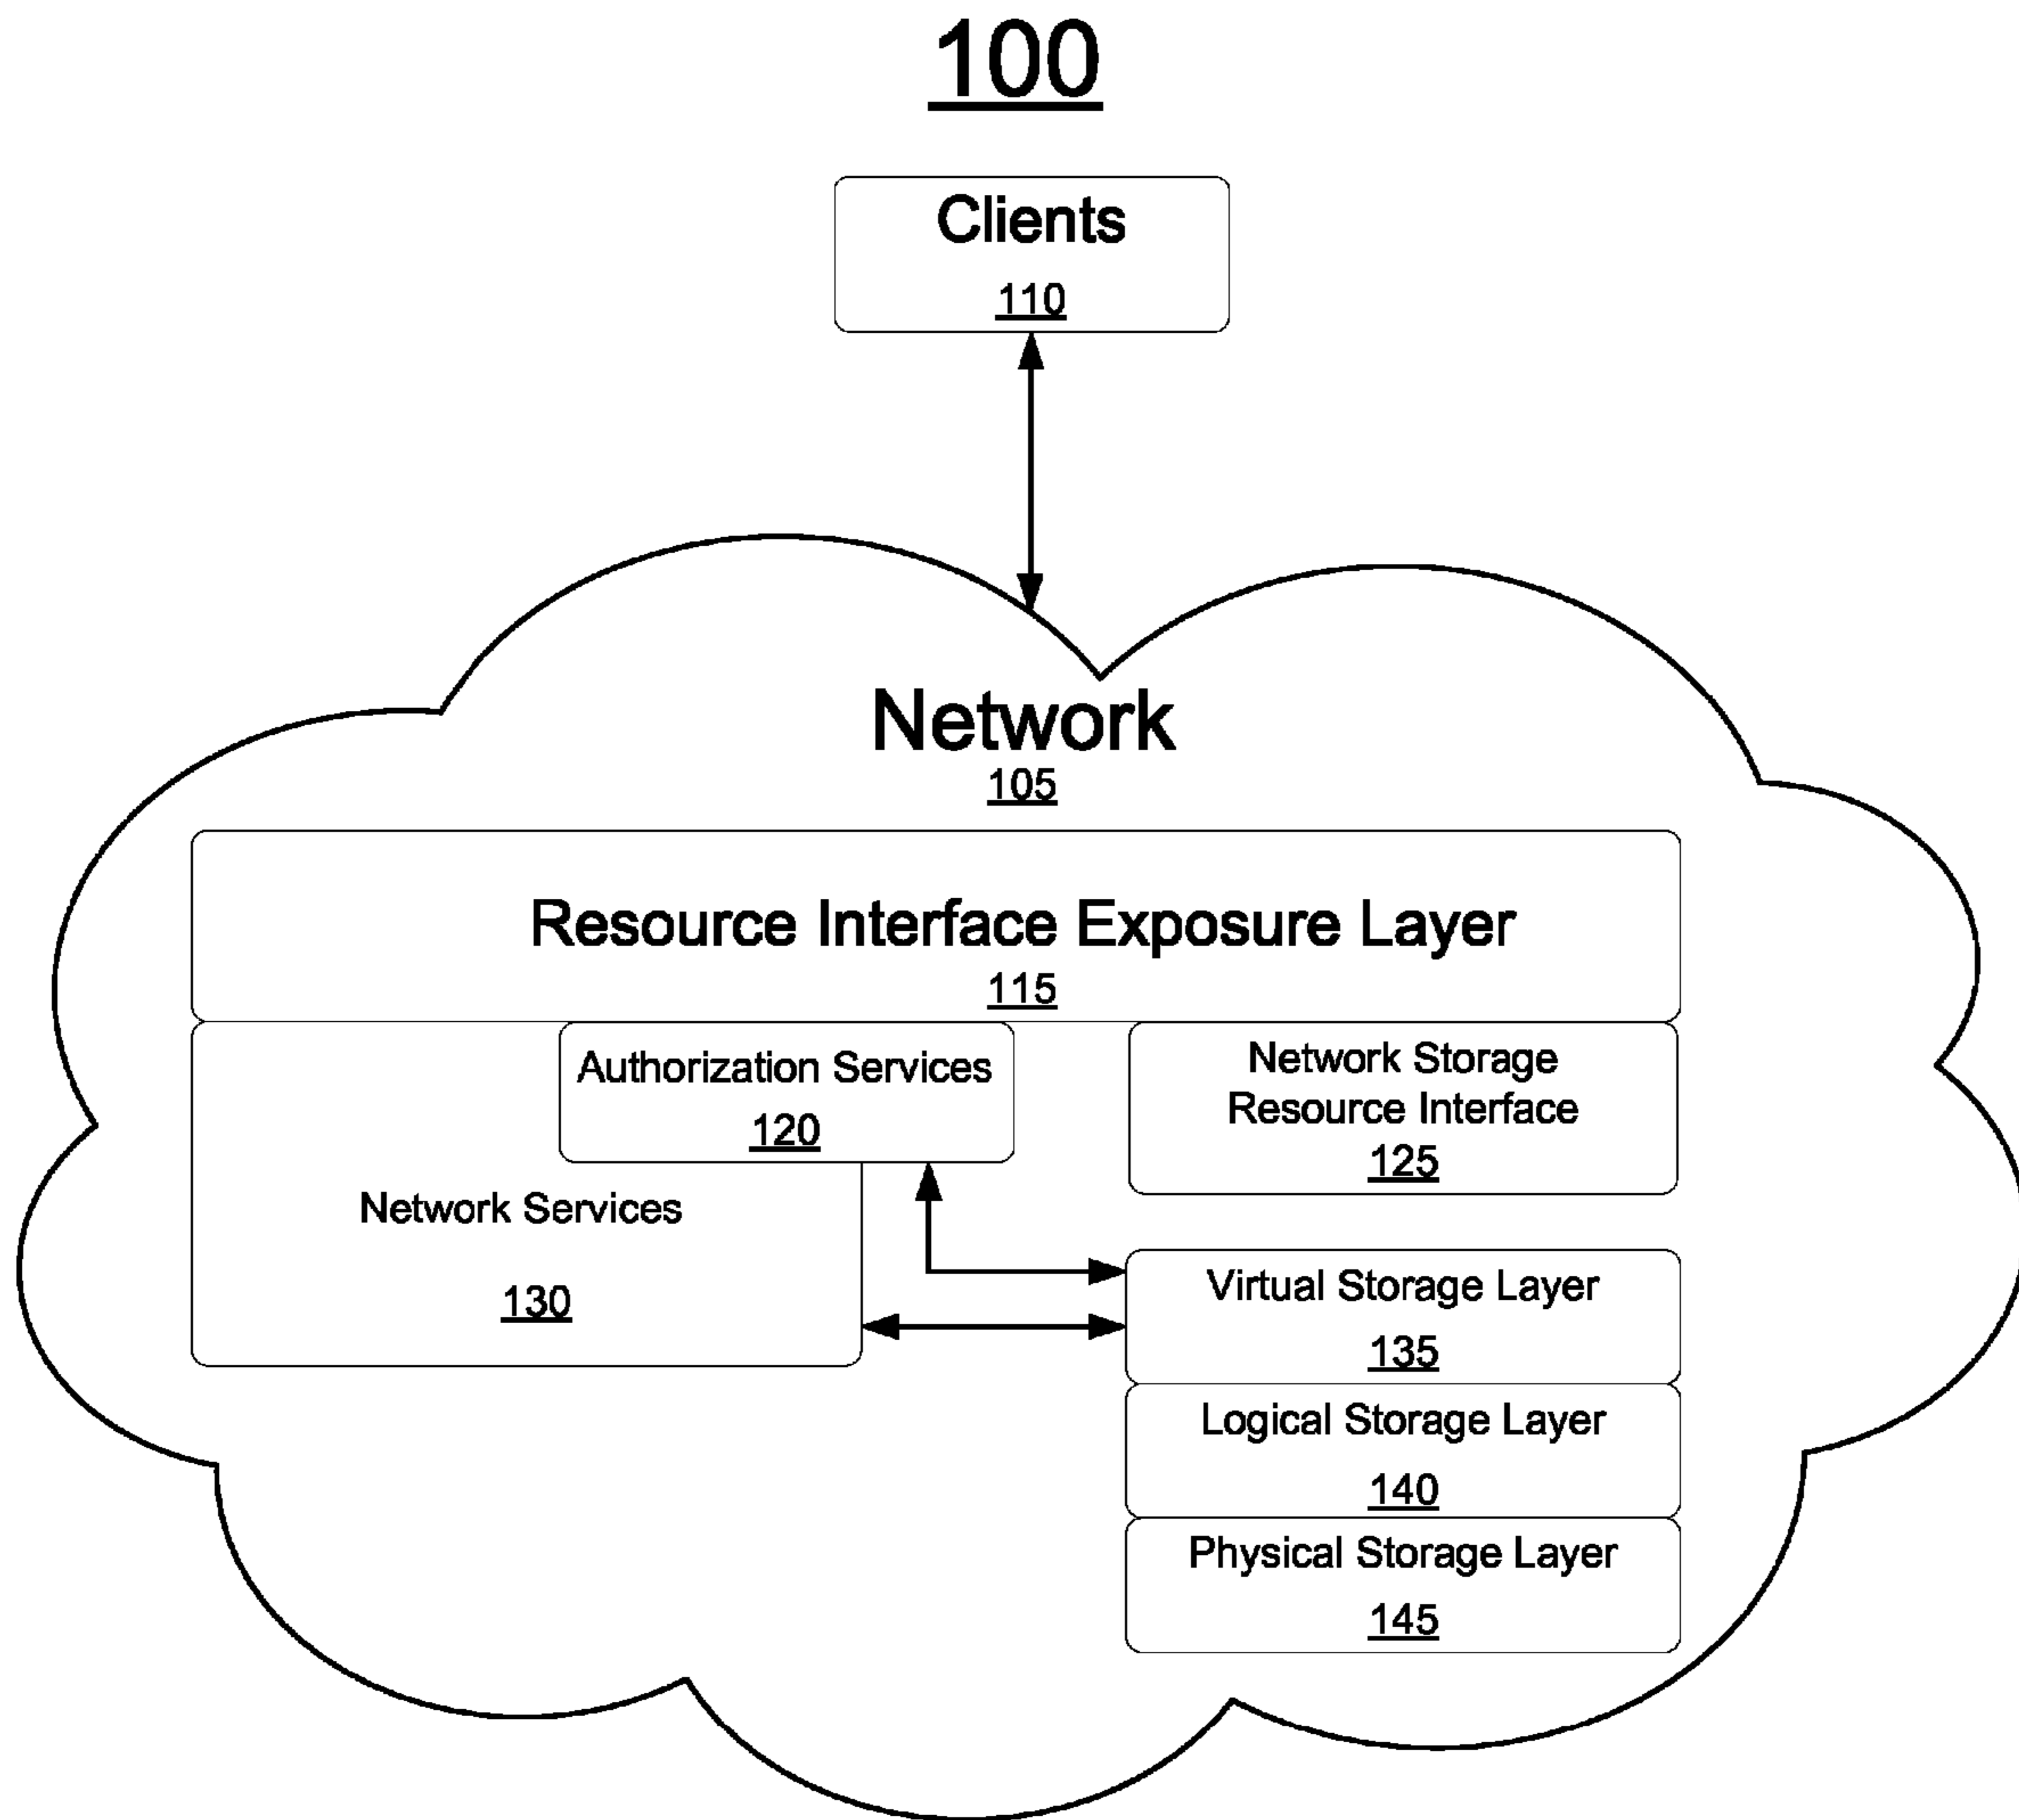 100
Clients
110
Network
105
Resource Interface Exposure Layer
115
Authorization Services
120
Network Storage
Resource Interface
125
Network Services
130
Virtual Storage Layer
135
Logical Storage Layer
140
Physical Storage Layer
145